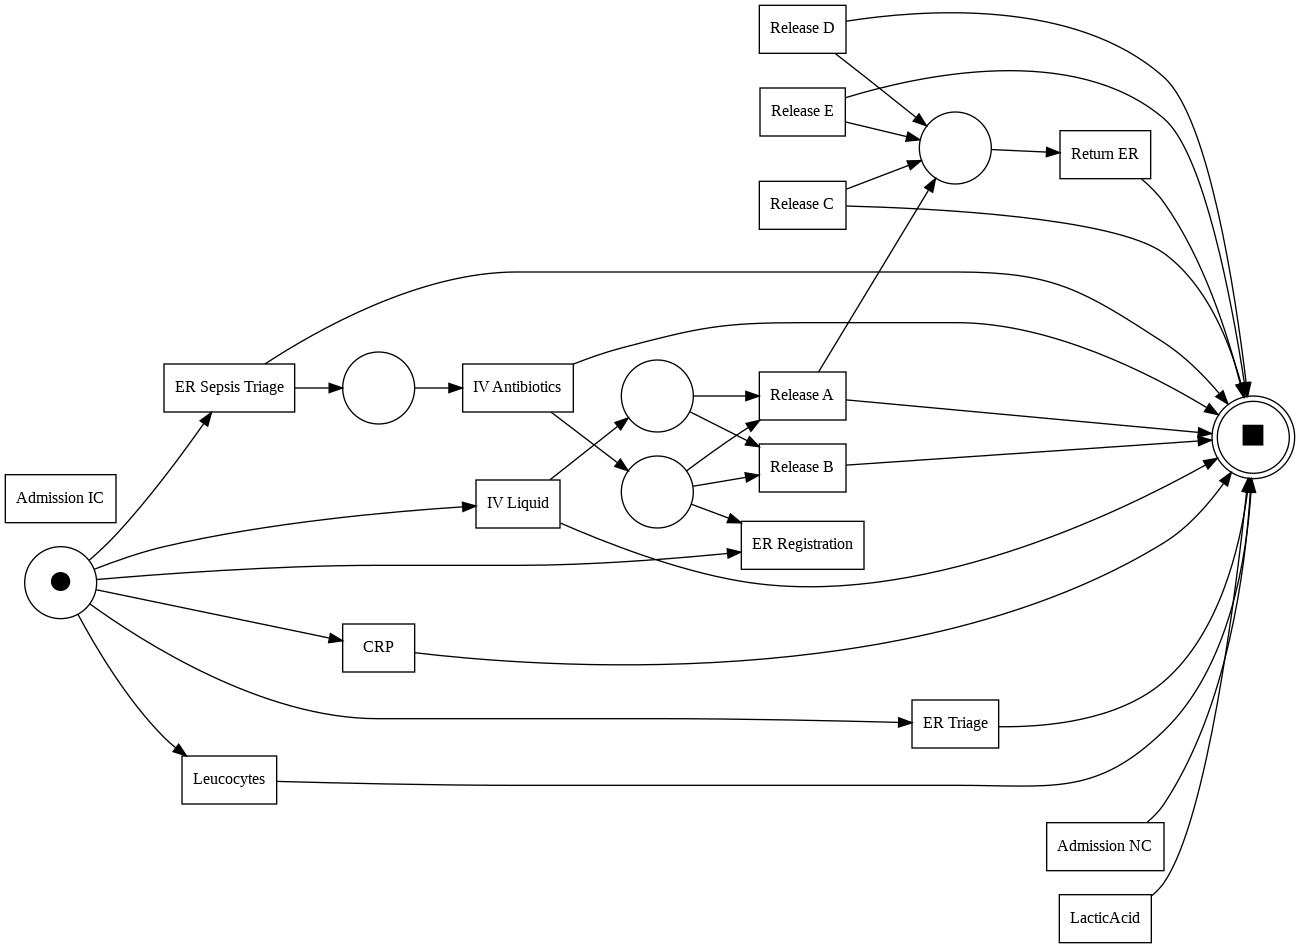 Release D
Release E
Return ER
Release C
ER Sepsis Triage
IV Antibiotics
Release A
Release B
Admission IC
IV Liquid
ER Registration
CRP
ER Triage
Leucocytes
Admission NC
LacticAcid